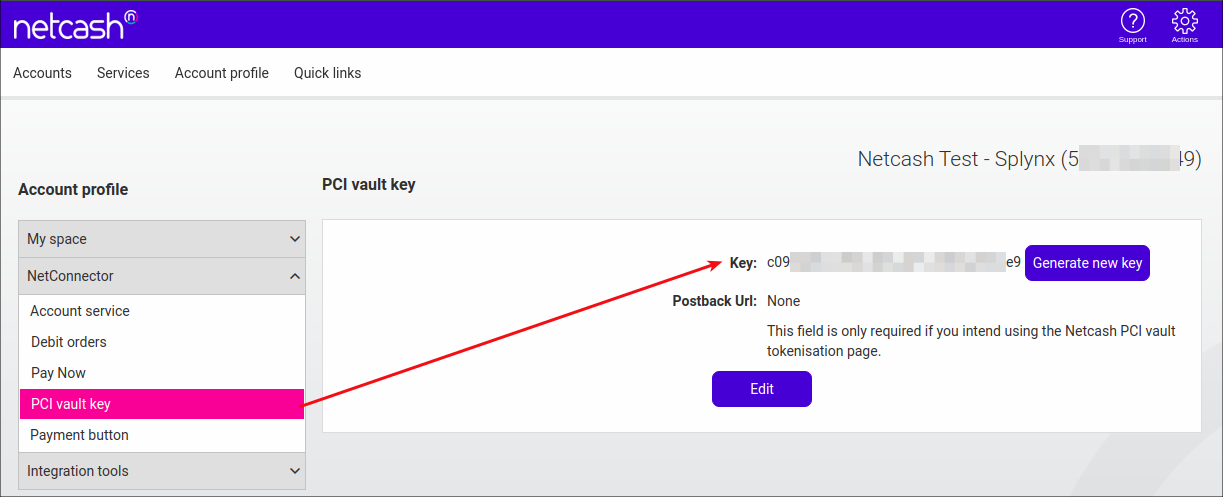 netcash n
Support
Actions
Accounts Services Account profile Quick links
Netcash Test - Splynx (5 49)
Account profile
My space
NetConnector
Account service
Debit orders
Pay Now
PCI vault key
Payment button
Integration tools
PCI vault key
Key: c09 e9 Generate new key
Postback Url: None
This field is only required if you intend using the Netcash PCI vault
tokenisation page.
Edit